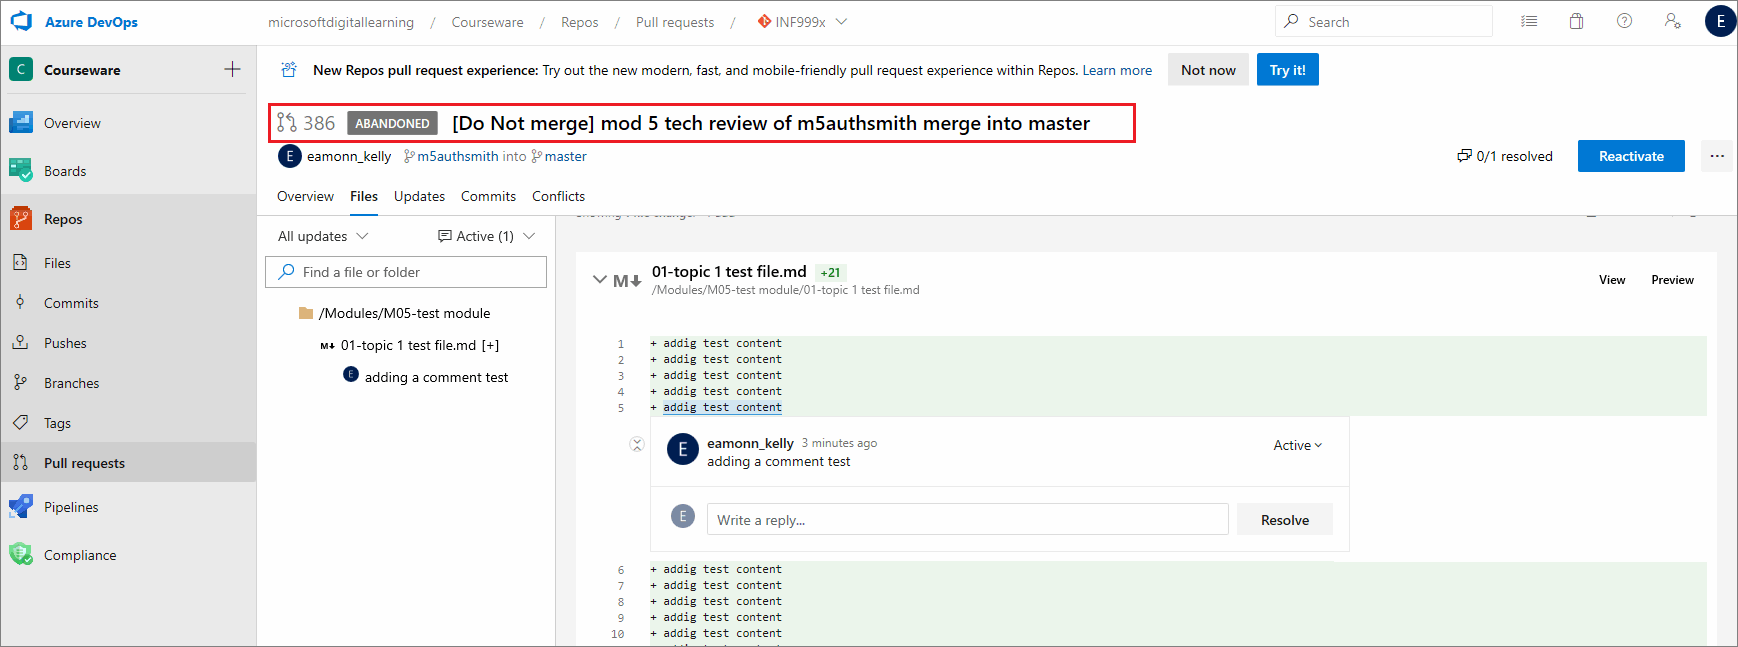 Azure DevOps
microsoftdigitallearning / Courseware / Repos / Pull requests / INF999x
Search
E
C Courseware
New Repos pull request experience: Try out the new modern, fast, and mobile-friendly pull request experience within Repos. Learn more
Not now
Try it!
Overview
Boards
Repos
Files
Commits
Pushes
Branches
Tags
Pull requests
Pipelines
Compliance
386 ABANDONED [Do Not merge] mod 5 tech review of m5authsmith merge into master
E eamonn_kelly m5authsmith into master
0/1 resolved
Reactivate
Overview Files Updates Commits Conflicts
All updates
Active (1)
Find a file or folder
/Modules/M05-test module
M 01-topic 1 test file.md [+]
E adding a comment test
M 01-topic 1 test file.md +21
/Modules/M05-test module/01-topic 1 test file.md
View
Preview
1 + addig test content
2 + addig test content
3 + addig test content
4 + addig test content
5 + addig test content
E eamonn_kelly 3 minutes ago
adding a comment test
Active
E Write a reply...
Resolve
6 + addig test content
7 + addig test content
8 + addig test content
9 + addig test content
10 + addig test content